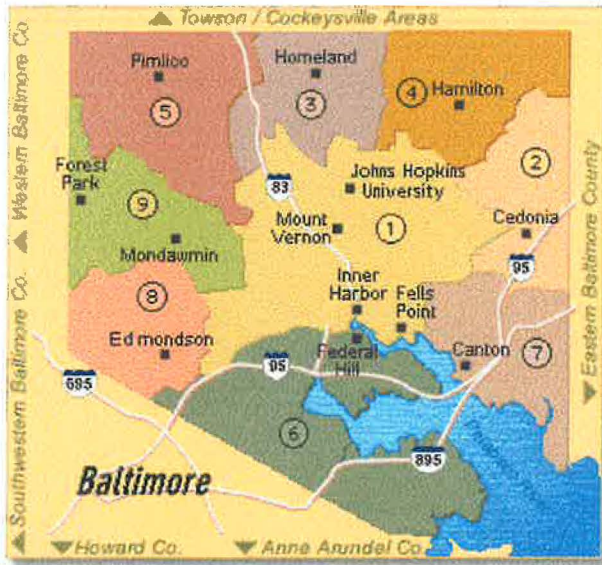 Towson / Cockeysville Areas
Western Baltimore Co.
Southwestern Baltimore Co.
Eastern Baltimore County
Pimlico
5
Homeland
3
4
Hamilton
2
Forest
Park
9
Mondawmin
83
Johns Hopkins
University
Mount
Vernon
1
Cedonia
95
8
Edmondson
Inner
Harbor
Fells
Point
Federal
Hill
Canton
7
95
695
6
895
Baltimore
Howard Co.
Anne Arundel Co.